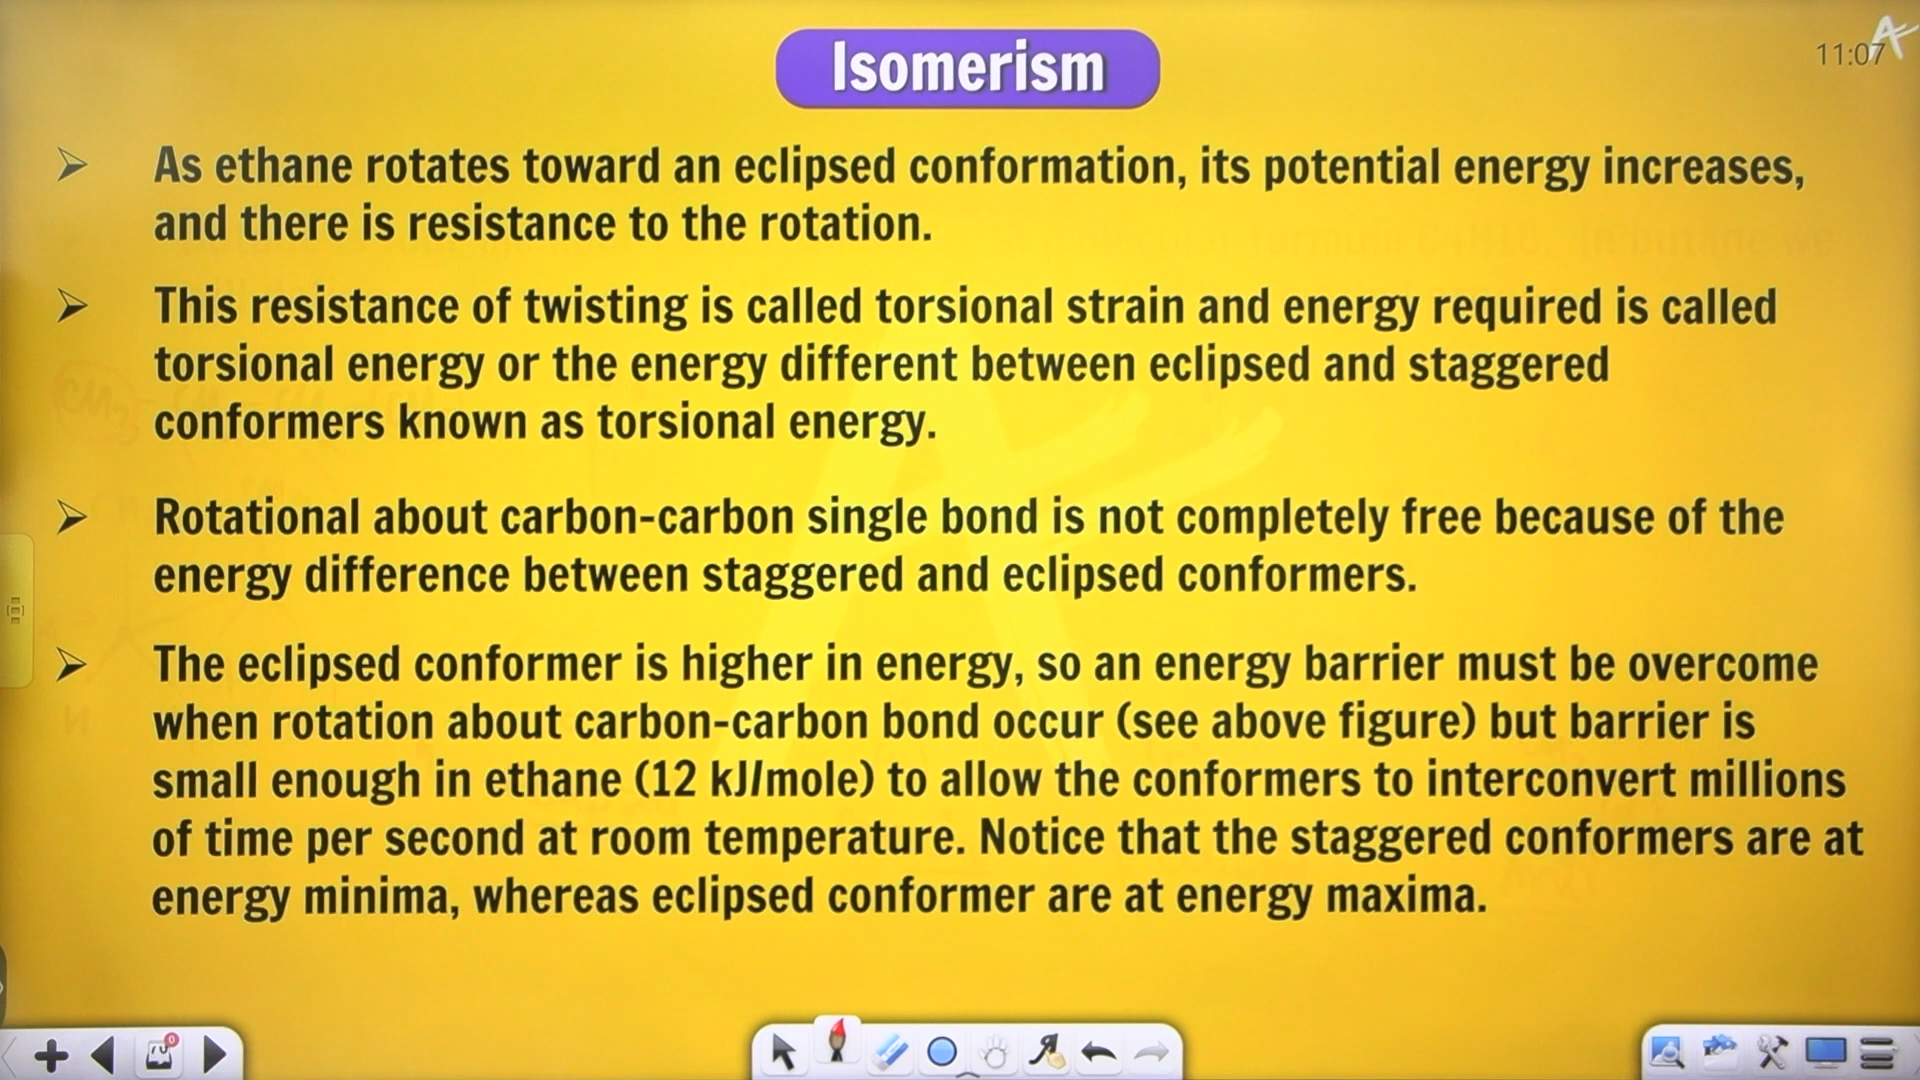 Isomerism
11:07
As ethane rotates toward an eclipsed conformation, its potential energy increases,
and there is resistance to the rotation.
This resistance of twisting is called torsional strain and energy required is called
torsional energy or the energy different between eclipsed and staggered
conformers known as torsional energy.
Rotational about carbon-carbon single bond is not completely free because of the
energy difference between staggered and eclipsed conformers.
The eclipsed conformer is higher in energy, so an energy barrier must be overcome
when rotation about carbon-carbon bond occur (see above figure) but barrier is
small enough in ethane (12 kJ/mole) to allow the conformers to interconvert millions
of time per second at room temperature. Notice that the staggered conformers are at
energy minima, whereas eclipsed conformer are at energy maxima.
0